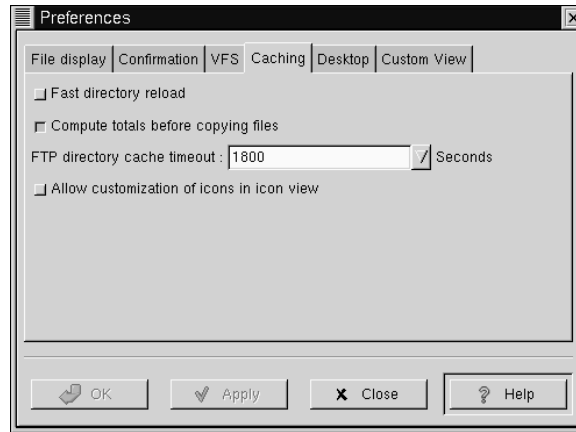 Preferences
File display Confirmation VFS Caching Desktop Custom View
Fast directory reload
Compute totals before copying files
FTP directory cache timeout : 1800 Seconds
Allow customization of icons in icon view
OK Apply Close Help